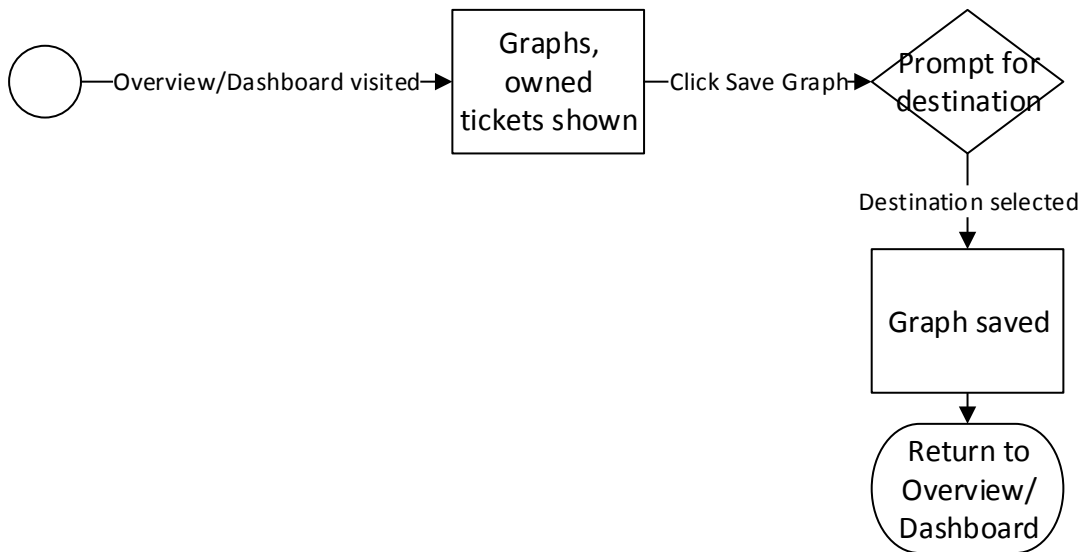 Overview/Dashboard visited
Graphs,
owned
tickets shown
Click Save Graph
Prompt for
destination
Destination selected
Graph saved
Return to
Overview/
Dashboard